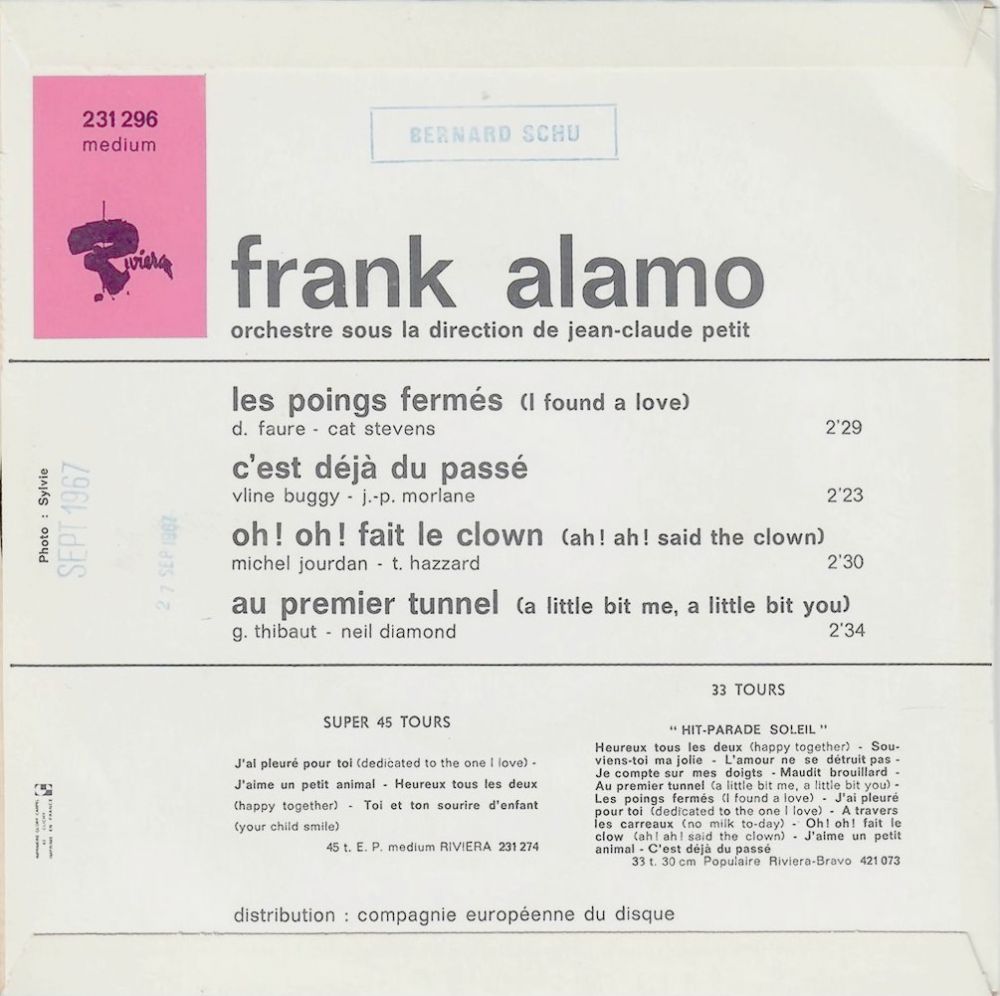 231 296
medium
Riviera
BERNARD SCHU
frank alamo
orchestre sous la direction de jean-claude petit
les poings fermés (I found a love)
d. faure - cat stevens 2'29
c'est déjà du passé
vline buggy - j.-p. morlane 2'23
oh! oh! fait le clown (ah! ah! said the clown)
michel jourdan - t. hazzard 2'30
au premier tunnel (a little bit me, a little bit you)
g. thibaut - neil diamond 2'34
Photo : Sylvie
SEPT 1967
27 SEP 1967
SUPER 45 TOURS
J'ai pleuré pour toi (dedicated to the one I love) -
J'aime un petit animal - Heureux tous les deux
(happy together) - Toi et ton sourire d'enfant
(your child smile)
45 t. E. P. medium RIVIERA 231 274
33 TOURS
" HIT-PARADE SOLEIL "
Heureux tous les deux (happy together) - Sou-
viens-toi ma jolie - L'amour ne se détruit pas -
Je compte sur mes doigts - Maudit brouillard -
Au premier tunnel (a little bit me, a little bit you) -
Les poings fermés (I found a love) - J'ai pleuré
pour toi (dedicated to the one I love) - A travers
les carreaux (no milk to-day) - Oh! oh! fait le
clow (ah! ah! said the clown) - J'aime un petit
animal - C'est déjà du passé
33 t. 30 cm Populaire Riviera-Bravo 421 073
distribution : compagnie européenne du disque